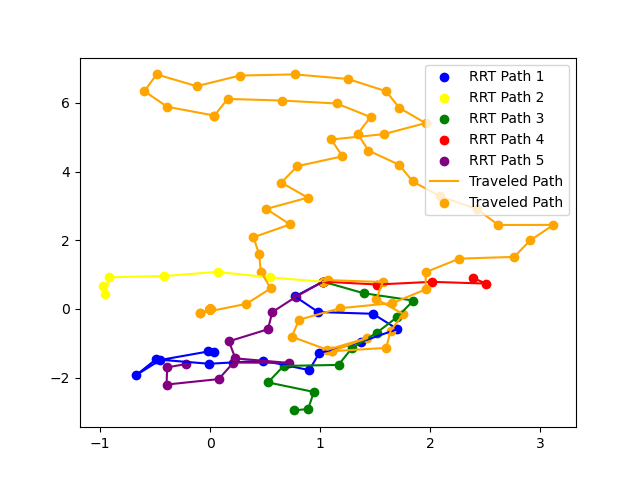 RRT Path 1
RRT Path 2
RRT Path 3
RRT Path 4
RRT Path 5
Traveled Path
Traveled Path
6
4
2
0
−2
−1 0 1 2 3